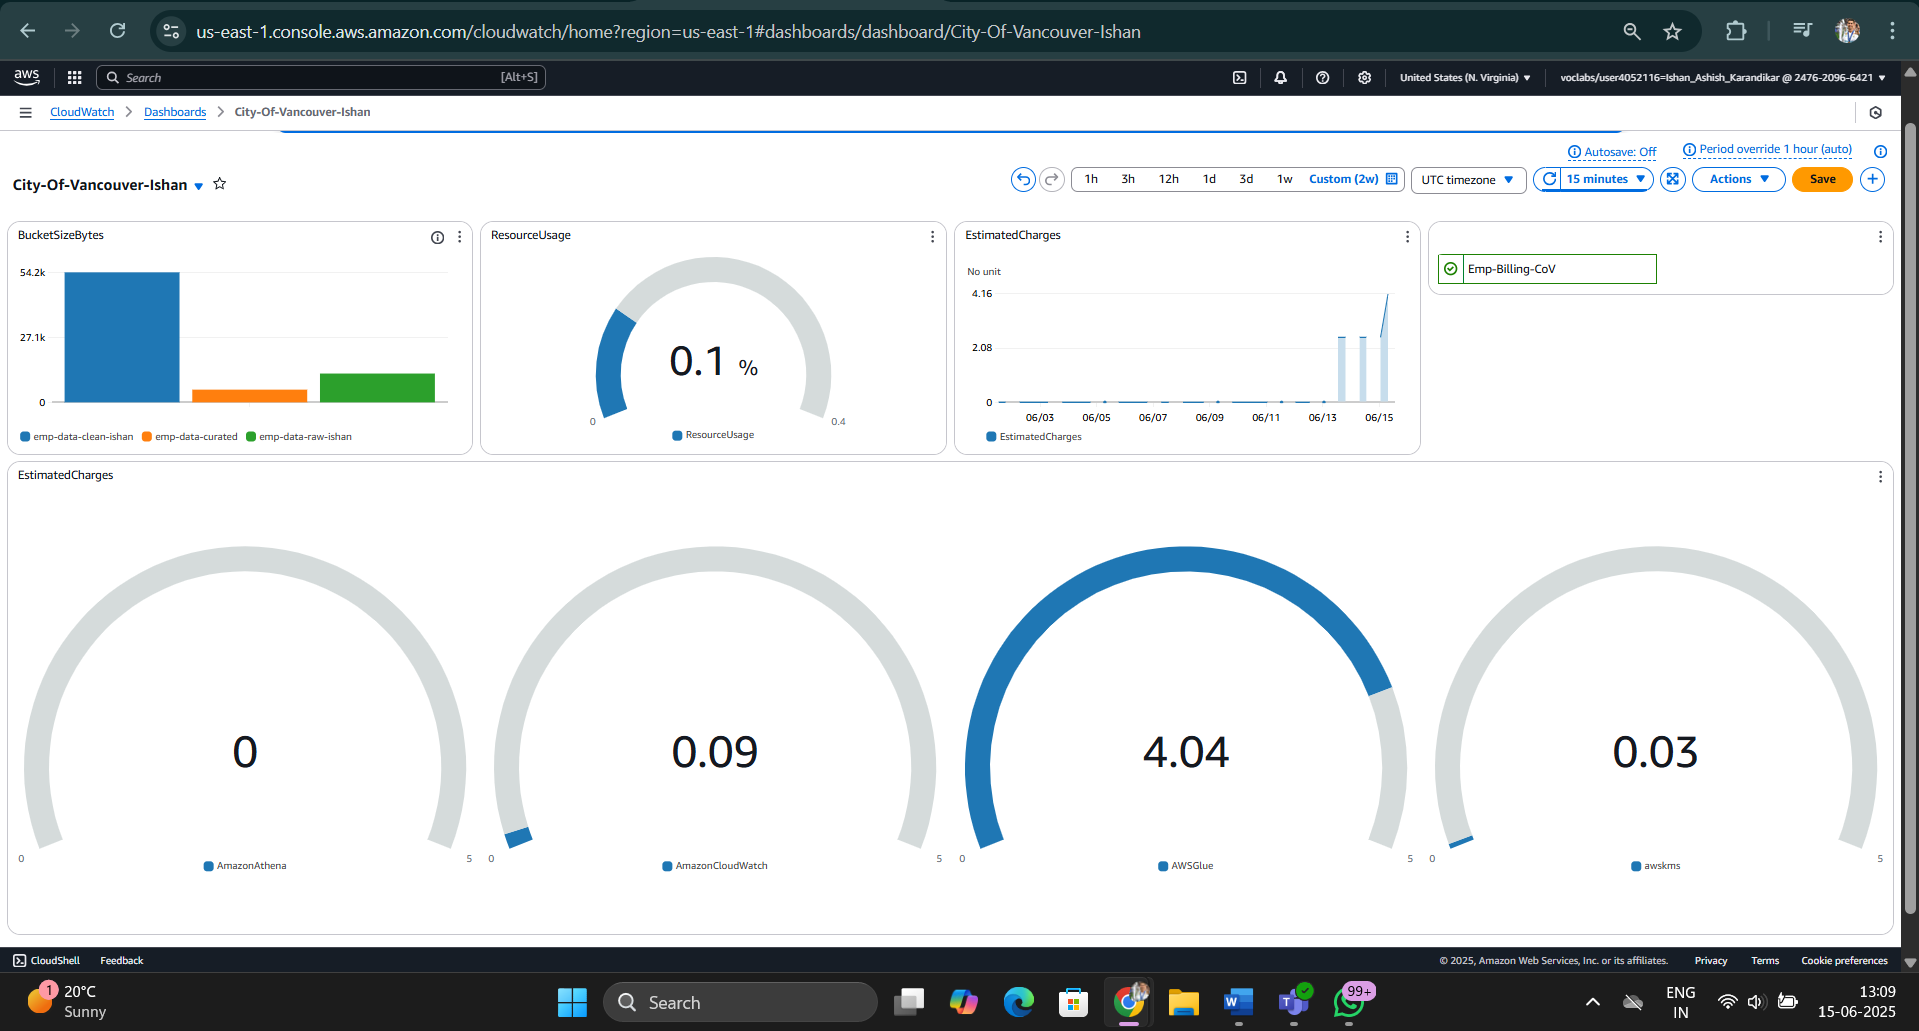 us-east-1.console.aws.amazon.com/cloudwatch/home?region=us-east-1#dashboards/dashboard/City-Of-Vancouver-Ishan
aws
Search [Alt+S]
United States (N. Virginia)
voclabs/user4052116=Ishan_Ashish_Karandikar @ 2476-2096-6421
CloudWatch
Dashboards
City-Of-Vancouver-Ishan
Autosave: Off
Period override 1 hour (auto)
City-Of-Vancouver-Ishan
1h 3h 12h 1d 3d 1w Custom (2w)
UTC timezone
15 minutes
Actions
Save
BucketSizeBytes
54.2k
27.1k
0
emp-data-clean-ishan emp-data-curated emp-data-raw-ishan
ResourceUsage
0.1 %
0 0.4
ResourceUsage
EstimatedCharges
No unit
4.16
2.08
0
06/03 06/05 06/07 06/09 06/11 06/13 06/15
EstimatedCharges
Emp-Billing-CoV
EstimatedCharges
0
0 5
AmazonAthena
0.09
0 5
AmazonCloudWatch
4.04
0 5
AWSGlue
0.03
0 5
awskms
CloudShell Feedback
© 2025, Amazon Web Services, Inc. or its affiliates. Privacy Terms Cookie preferences
1
20°C
Sunny
Search
W
T
99+
ENG
IN
13:09
15-06-2025